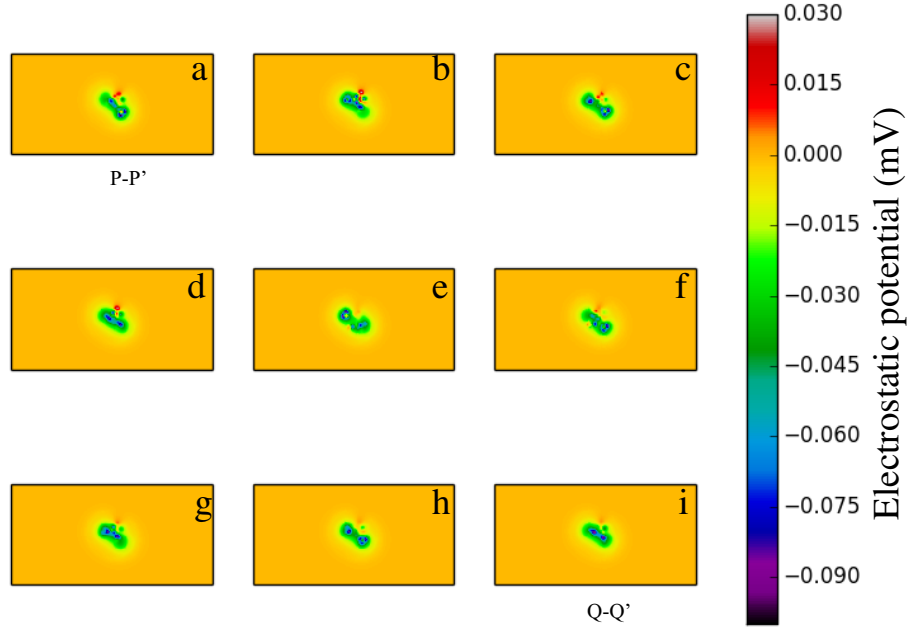 a
b
c
P-P’
d
e
f
g
h
i
Q-Q’
0.030
0.015
0.000
−0.015
−0.030
−0.045
−0.060
−0.075
−0.090
Electrostatic potential (mV)